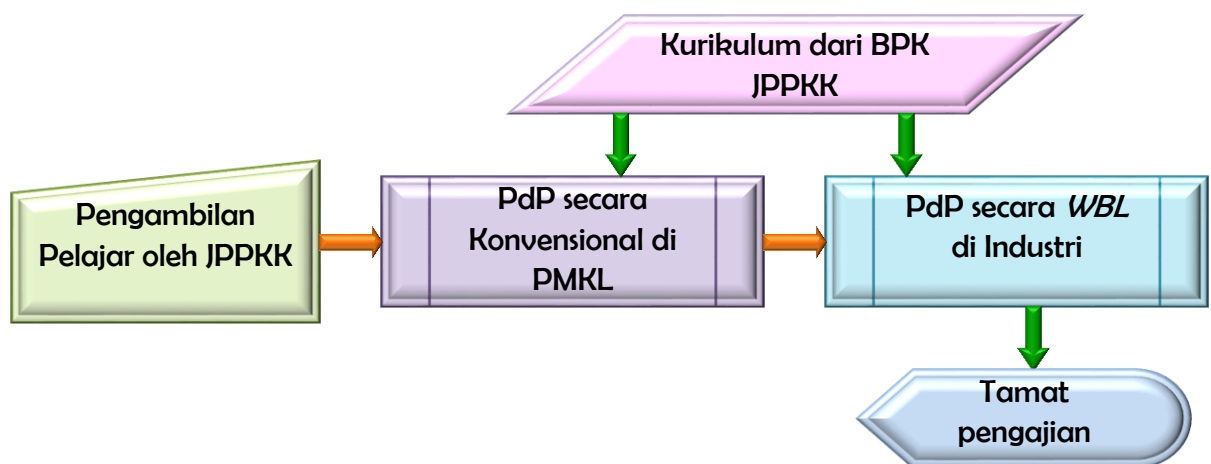 Kurikulum dari BPK
JPPKK
Pengambilan
Pelajar oleh JPPKK
PdP secara
Konvensional di
PMKL
PdP secara WBL
di Industri
Tamat
pengajian